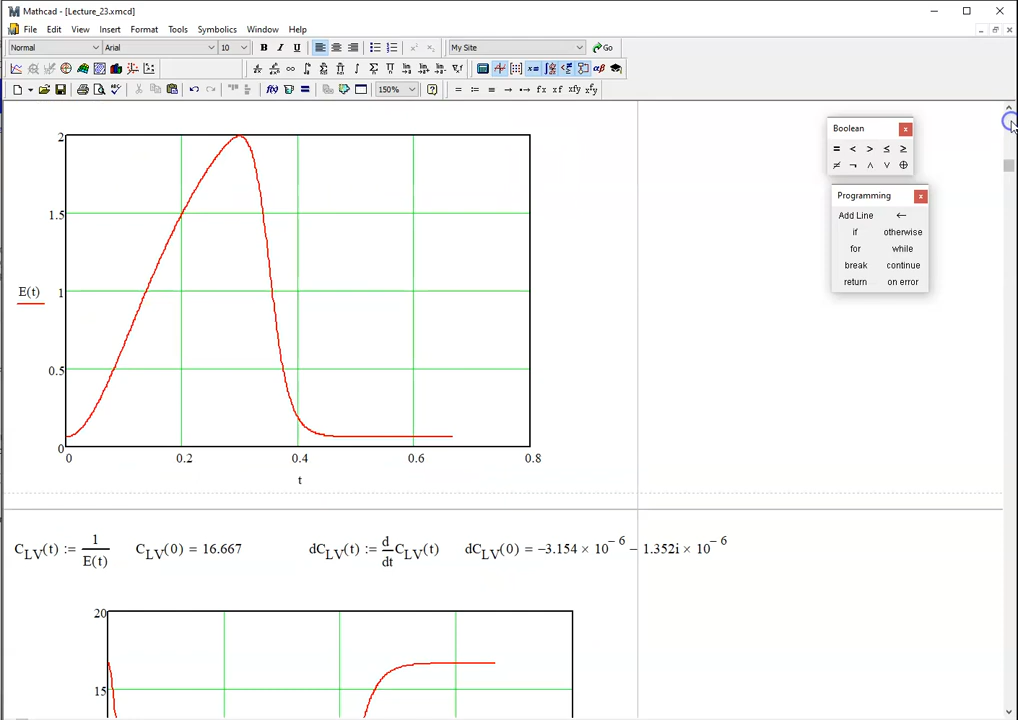 Mathcad - [Lecture_23.xmcd]
File Edit View Insert Format Tools Symbolics Window Help
Normal Arial 10 B I U My Site Go
150%
Boolean
= < > ≤ ≥
≠ ¬ ∧ ∨ ⊕
Programming
Add Line ←
if otherwise
for while
break continue
return on error
2
1.5
E(t) 1
0.5
0
0 0.2 0.4 0.6 0.8
t
C_LV(t) := 1/E(t) C_LV(0) = 16.667 dC_LV(t) := d/dt C_LV(t) dC_LV(0) = −3.154 × 10^−6 − 1.352i × 10^−6
20
15